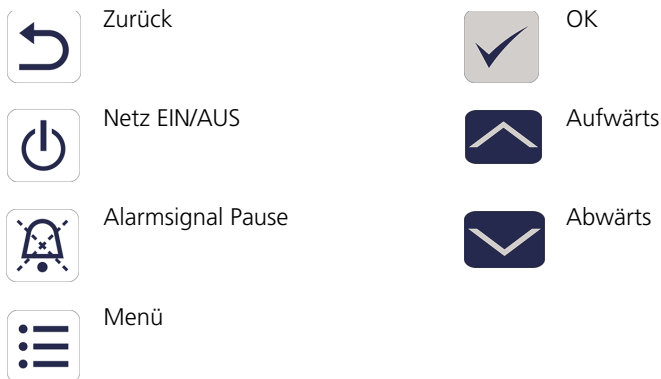 Zurück
OK
Netz EIN/AUS
Aufwärts
Alarmsignal Pause
Abwärts
Menü